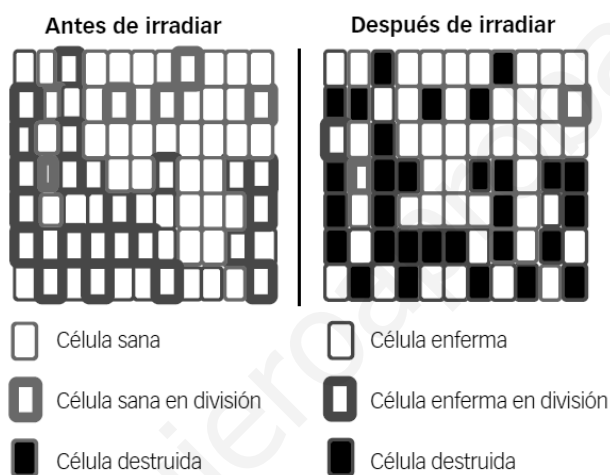 Antes de irradiar
Después de irradiar
Célula sana
Célula enferma
Célula sana en división
Célula enferma en división
Célula destruida
Célula destruida